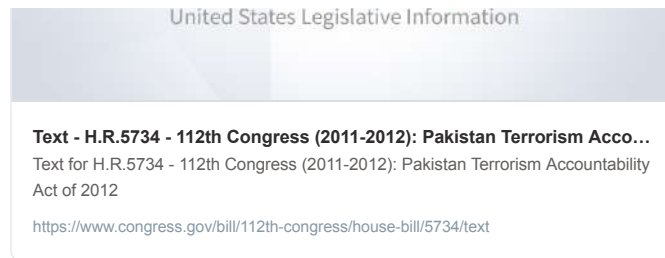 United States Legislative Information
Text - H.R.5734 - 112th Congress (2011-2012): Pakistan Terrorism Acco…
Text for H.R.5734 - 112th Congress (2011-2012): Pakistan Terrorism Accountability
Act of 2012
https://www.congress.gov/bill/112th-congress/house-bill/5734/text